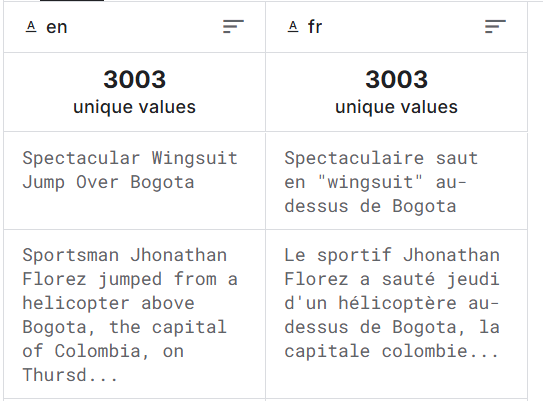 A en
A fr
3003
unique values
3003
unique values
Spectacular Wingsuit
Jump Over Bogota
Spectaculaire saut
en "wingsuit" au-
dessus de Bogota
Sportsman Jhonathan
Florez jumped from a
helicopter above
Bogota, the capital
of Colombia, on
Thursd...
Le sportif Jhonathan
Florez a sauté jeudi
d'un hélicoptère au-
dessus de Bogota, la
capitale colombie...